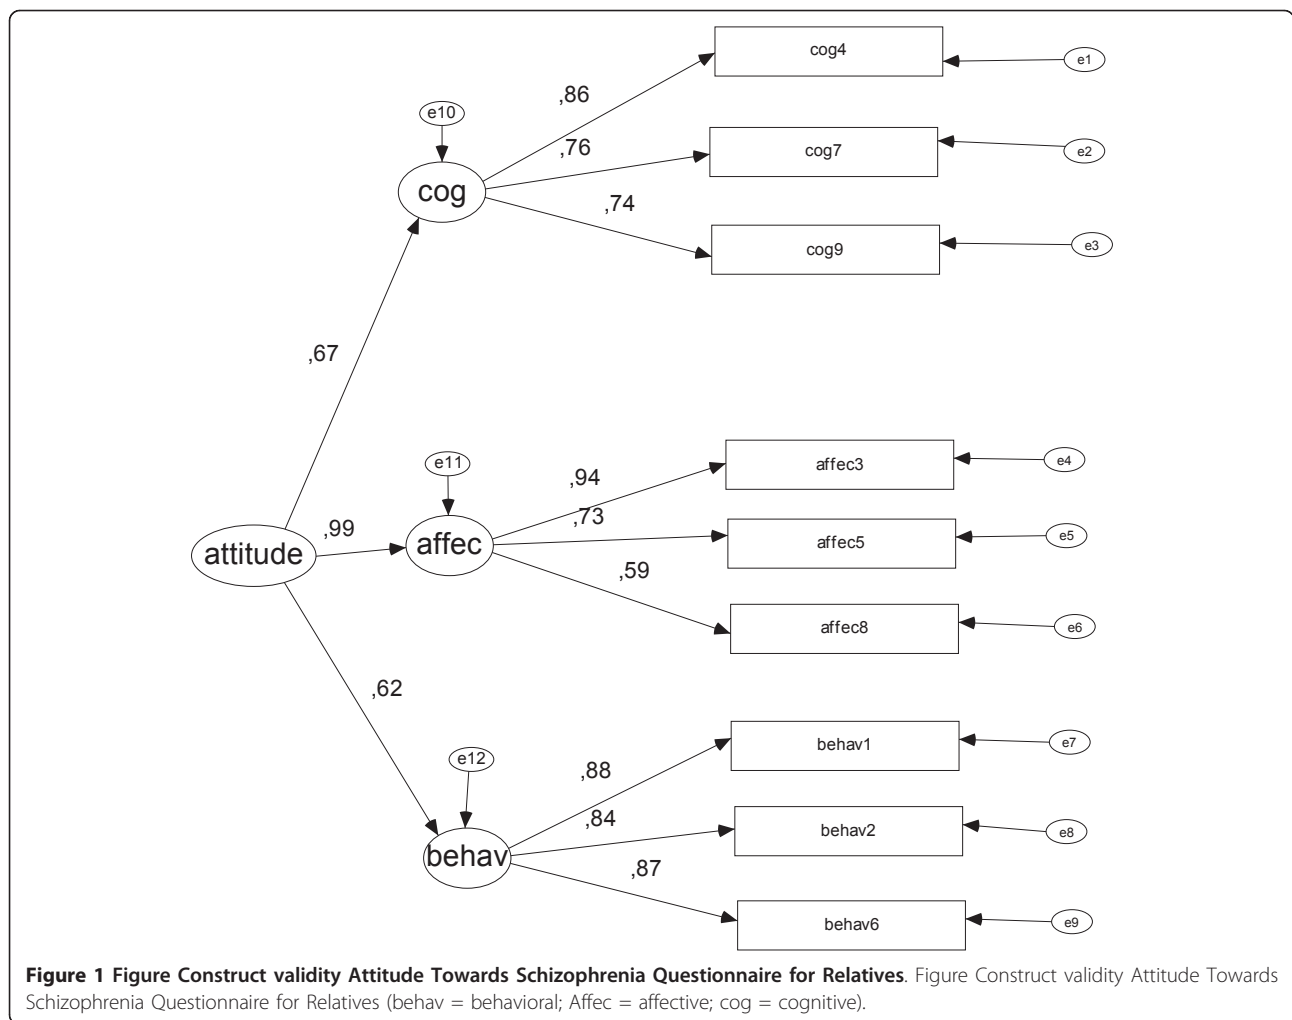 cog4
e1
,86
e10
,76
cog7
e2
cog
,74
cog9
e3
,67
e11
,94
affec3
e4
,99
,73
attitude
affec
affec5
e5
,59
affec8
e6
,62
e12
,88
behav1
e7
,84
behav2
e8
behav
,87
behav6
e9
Figure 1 Figure Construct validity Attitude Towards Schizophrenia Questionnaire for Relatives. Figure Construct validity Attitude Towards
Schizophrenia Questionnaire for Relatives (behav = behavioral; Affec = affective; cog = cognitive).